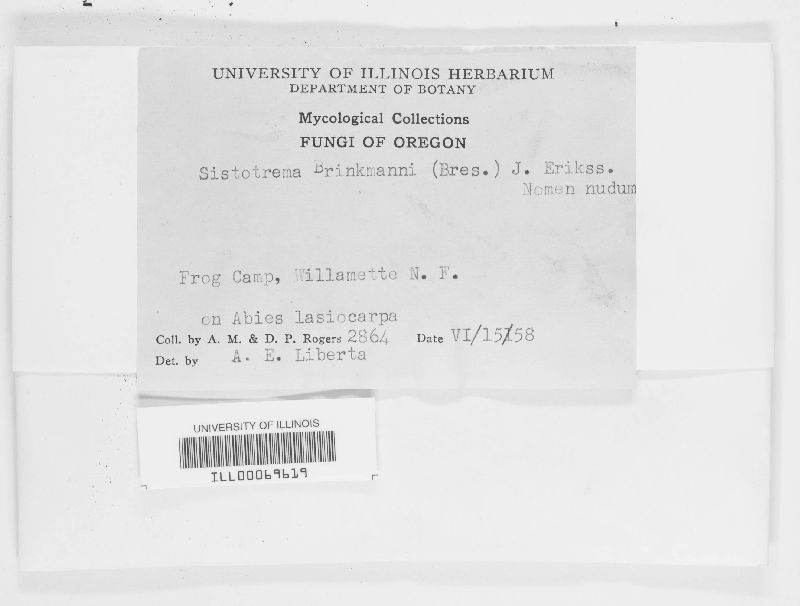 UNIVERSITY OF ILLINOIS HERBARIUM
DEPARTMENT OF BOTANY
Mycological Collections
FUNGI OF OREGON
Sistotrema Brinkmanni (Bres.) J. Erikss.
Nomen nudum
Frog Camp, Willamette N. F.
on Abies lasiocarpa
Coll. by A. M. & D. P. Rogers 2864 Date VI/15/58
Det. by A. E. Liberta
UNIVERSITY OF ILLINOIS
ILL00069619